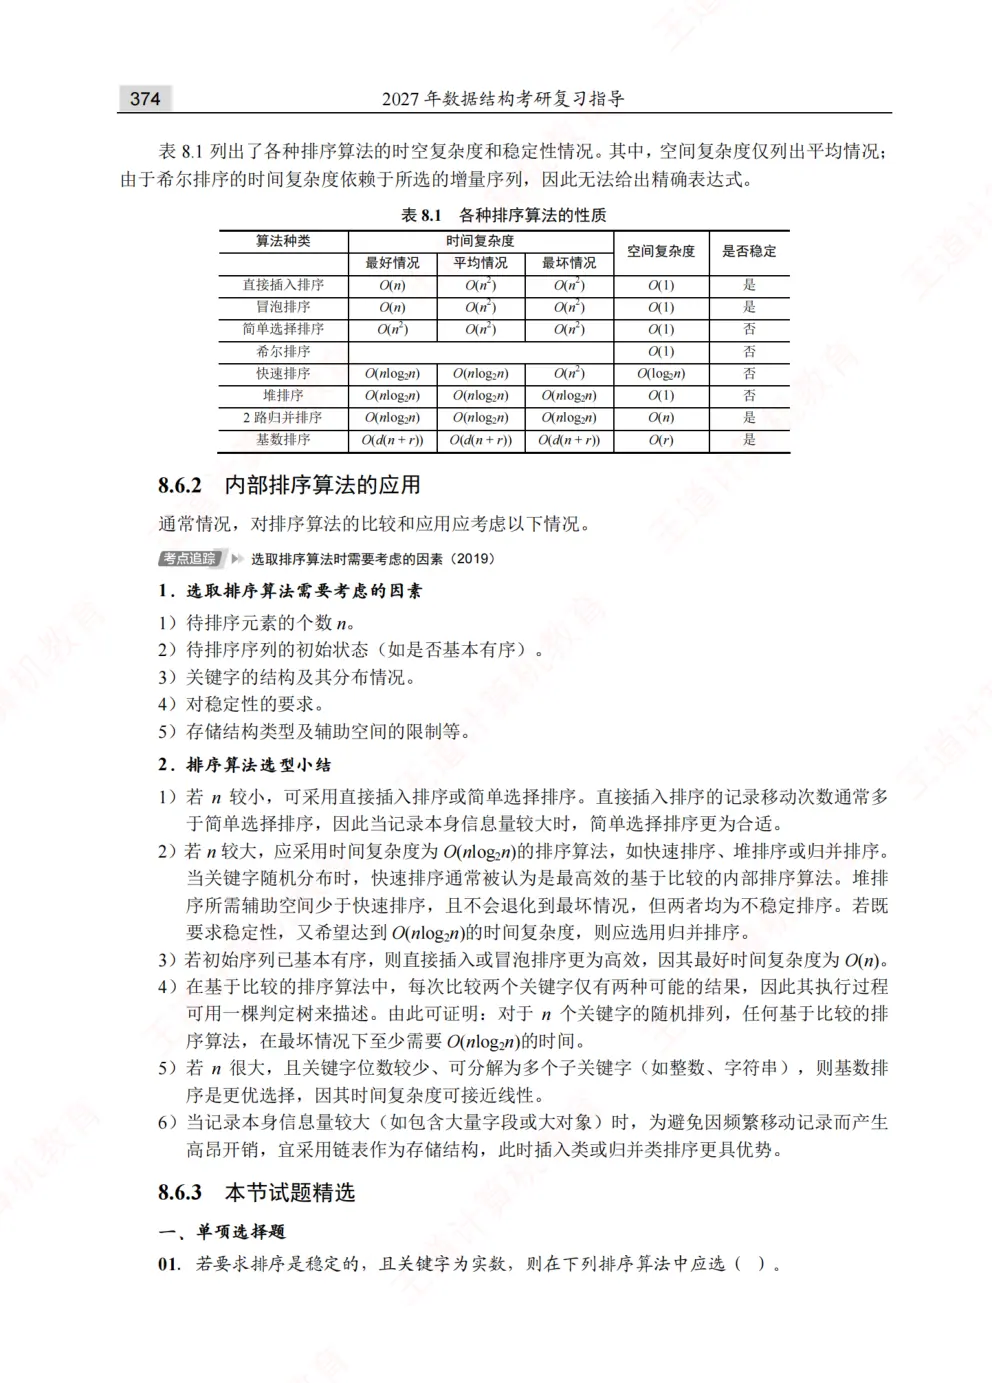 374
2027 年数据结构考研复习指导
表 8.1 列出了各种排序算法的时空复杂度和稳定性情况。其中，空间复杂度仅列出平均情况；
由于希尔排序的时间复杂度依赖于所选的增量序列，因此无法给出精确表达式。
表 8.1 各种排序算法的性质
算法种类 时间复杂度 空间复杂度 是否稳定
最好情况 平均情况 最坏情况
直接插入排序 O(n) O(n²) O(n²) O(1) 是
冒泡排序 O(n) O(n²) O(n²) O(1) 是
简单选择排序 O(n²) O(n²) O(n²) O(1) 否
希尔排序 O(1) 否
快速排序 O(nlog₂n) O(nlog₂n) O(n²) O(log₂n) 否
堆排序 O(nlog₂n) O(nlog₂n) O(nlog₂n) O(1) 否
2 路归并排序 O(nlog₂n) O(nlog₂n) O(nlog₂n) O(n) 是
基数排序 O(d(n + r)) O(d(n + r)) O(d(n + r)) O(r) 是
8.6.2 内部排序算法的应用
通常情况，对排序算法的比较和应用应考虑以下情况。
考点追踪 选取排序算法时需要考虑的因素（2019）
1．选取排序算法需要考虑的因素
1）待排序元素的个数 n。
2）待排序序列的初始状态（如是否基本有序）。
3）关键字的结构及其分布情况。
4）对稳定性的要求。
5）存储结构类型及辅助空间的限制等。
2．排序算法选型小结
1）若 n 较小，可采用直接插入排序或简单选择排序。直接插入排序的记录移动次数通常多
于简单选择排序，因此当记录本身信息量较大时，简单选择排序更为合适。
2）若 n 较大，应采用时间复杂度为 O(nlog₂n)的排序算法，如快速排序、堆排序或归并排序。
当关键字随机分布时，快速排序通常被认为是最高效的基于比较的内部排序算法。堆排
序所需辅助空间少于快速排序，且不会退化到最坏情况，但两者均为不稳定排序。若既
要求稳定性，又希望达到 O(nlog₂n)的时间复杂度，则应选用归并排序。
3）若初始序列已基本有序，则直接插入或冒泡排序更为高效，因其最好时间复杂度为 O(n)。
4）在基于比较的排序算法中，每次比较两个关键字仅有两种可能的结果，因此其执行过程
可用一棵判定树来描述。由此可证明：对于 n 个关键字的随机排列，任何基于比较的排
序算法，在最坏情况下至少需要 O(nlog₂n)的时间。
5）若 n 很大，且关键字位数较少、可分解为多个子关键字（如整数、字符串），则基数排
序是更优选择，因其时间复杂度可接近线性。
6）当记录本身信息量较大（如包含大量字段或大对象）时，为避免因频繁移动记录而产生
高昂开销，宜采用链表作为存储结构，此时插入类或归并类排序更具优势。
8.6.3 本节试题精选
一、单项选择题
01. 若要求排序是稳定的，且关键字为实数，则在下列排序算法中应选（ ）。
王道计算机教育